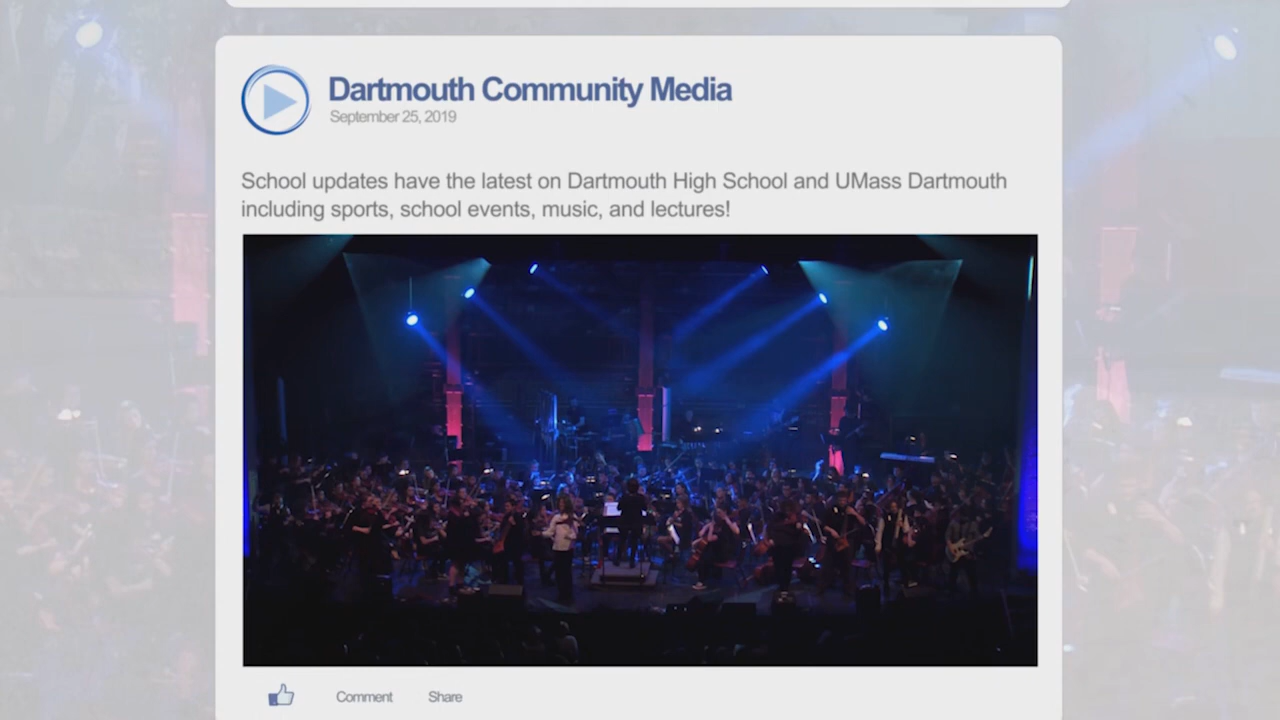 Dartmouth Community Media
September 25, 2019
School updates have the latest on Dartmouth High School and UMass Dartmouth
including sports, school events, music, and lectures!
Comment Share